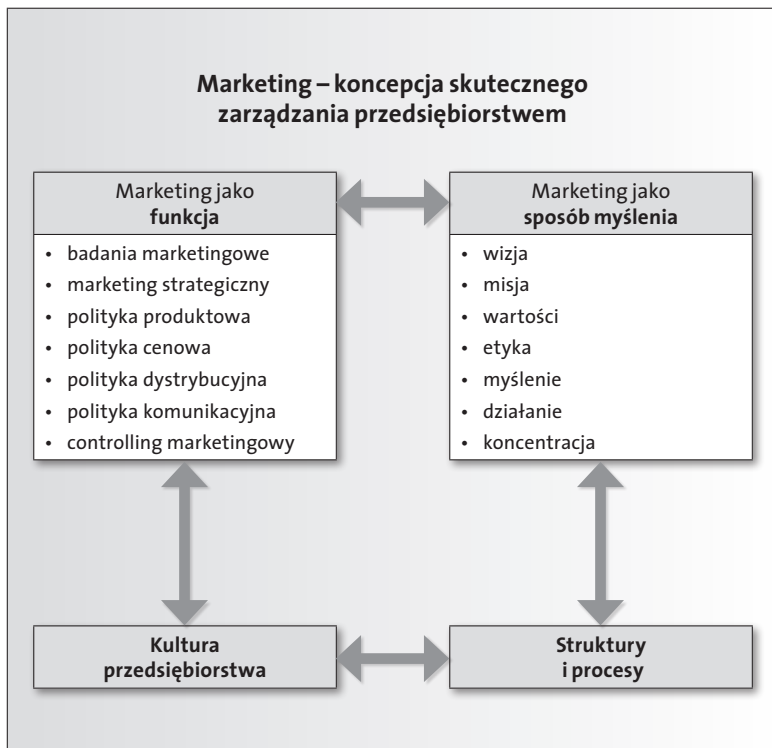 Marketing – koncepcja skutecznego
zarządzania przedsiębiorstwem
Marketing jako
funkcja
• badania marketingowe
• marketing strategiczny
• polityka produktowa
• polityka cenowa
• polityka dystrybucyjna
• polityka komunikacyjna
• controlling marketingowy
Marketing jako
sposób myślenia
• wizja
• misja
• wartości
• etyka
• myślenie
• działanie
• koncentracja
Kultura
przedsiębiorstwa
Struktury
i procesy